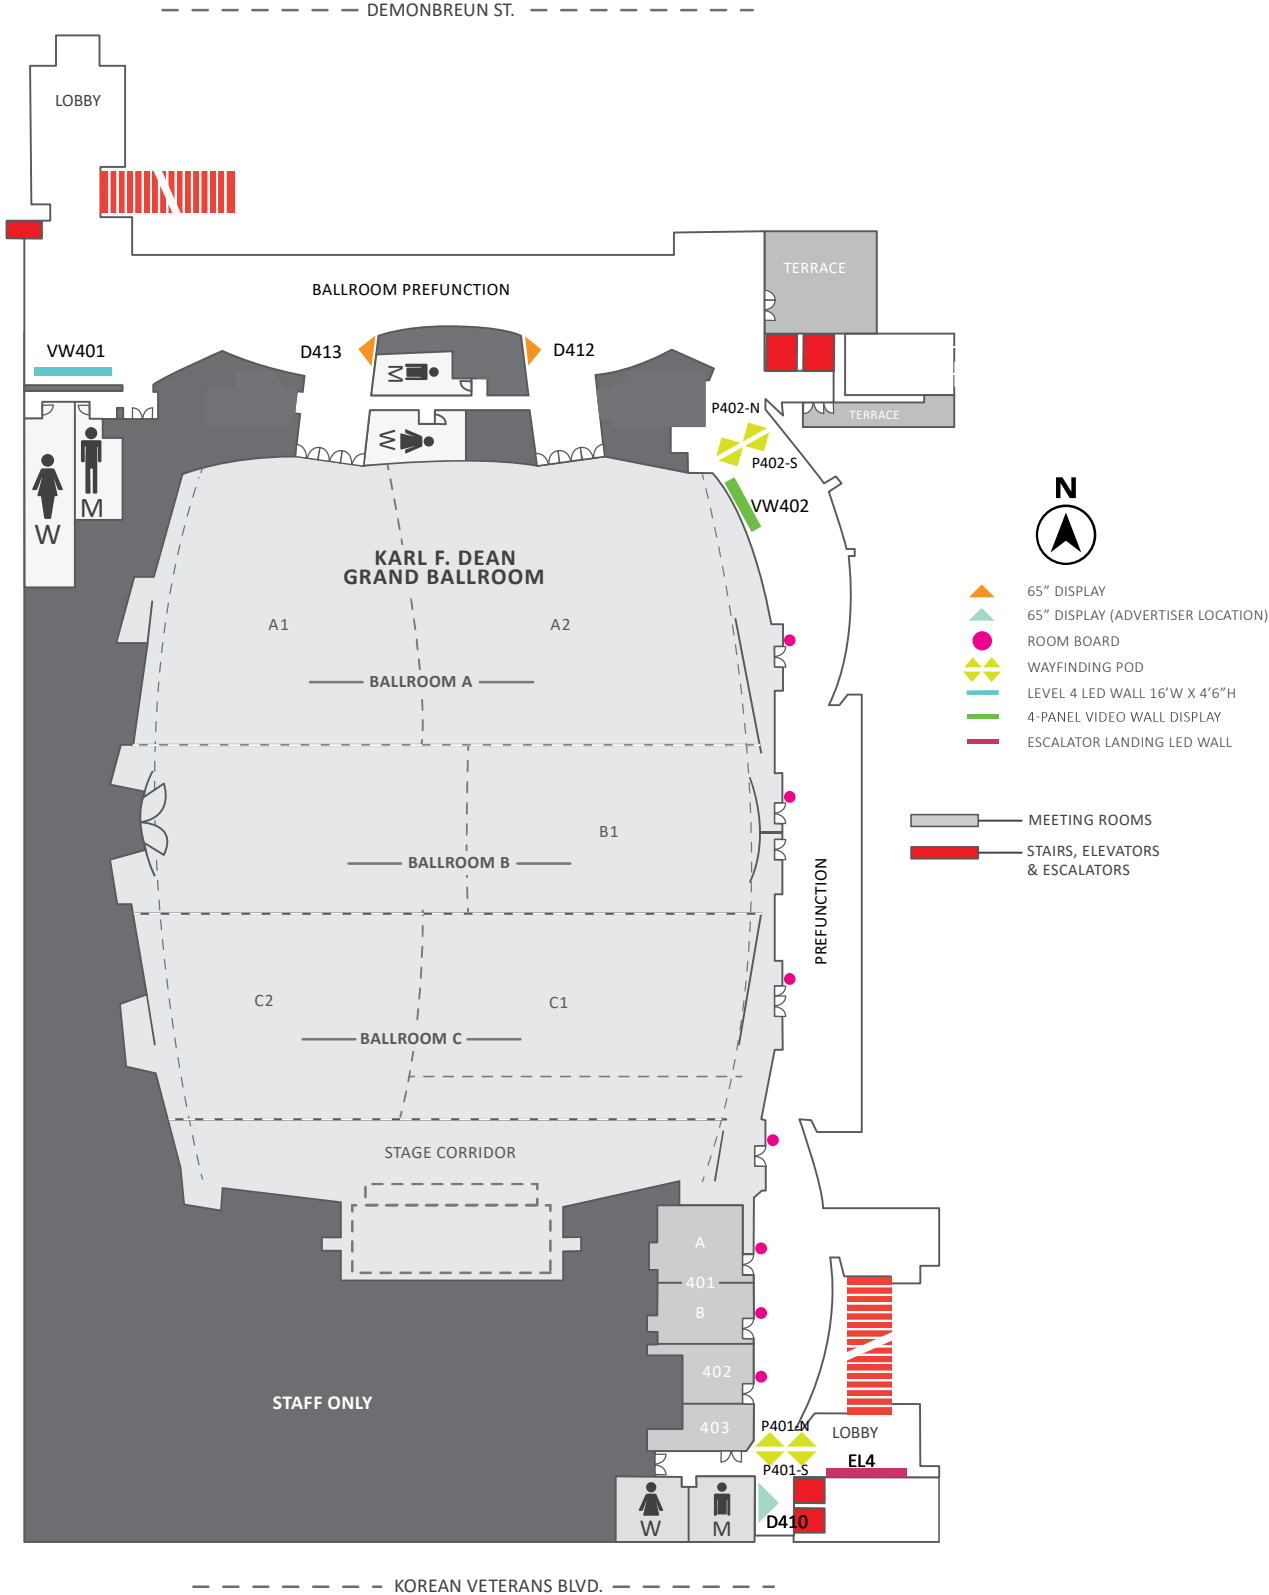 DEMONBREUN ST.
LOBBY
TERRACE
BALLROOM PREFUNCTION
VW401
D413
D412
M
P402-N
TERRACE
W
P402-S
W
M
VW402
N
KARL F. DEAN
GRAND BALLROOM
65” DISPLAY
A1
A2
65” DISPLAY (ADVERTISER LOCATION)
ROOM BOARD
WAYFINDING POD
BALLROOM A
LEVEL 4 LED WALL 16’W X 4’6”H
4-PANEL VIDEO WALL DISPLAY
ESCALATOR LANDING LED WALL
MEETING ROOMS
B1
STAIRS, ELEVATORS
& ESCALATORS
BALLROOM B
PREFUNCTION
C2
C1
BALLROOM C
STAGE CORRIDOR
A
401
B
402
STAFF ONLY
403
P401-N
LOBBY
EL4
P401-S
D410
W
M
KOREAN VETERANS BLVD.